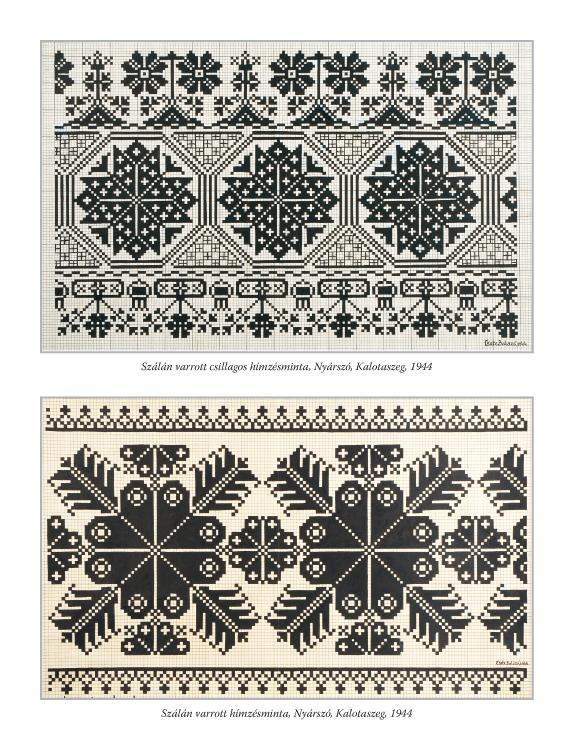 Szálán varrott csillagos hímzésminta, Nyárszó, Kalotaszeg, 1944
Szálán varrott hímzésminta, Nyárszó, Kalotaszeg, 1944